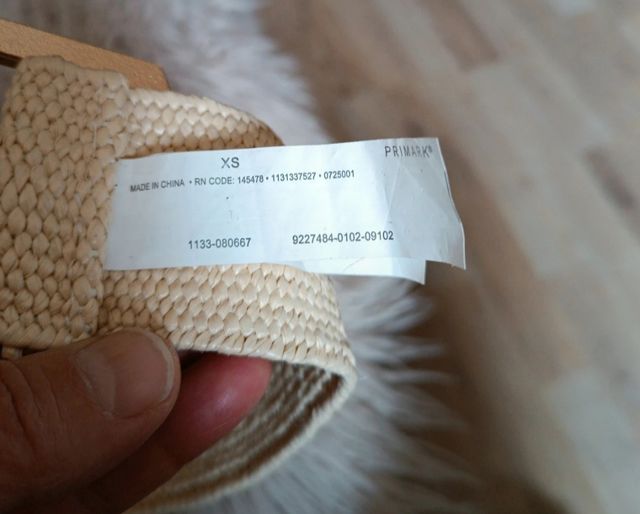 XS PRIMARK®
MADE IN CHINA • RN CODE: 145478 • 1131337527 • 0725001
1133-080667 9227484-0102-09102